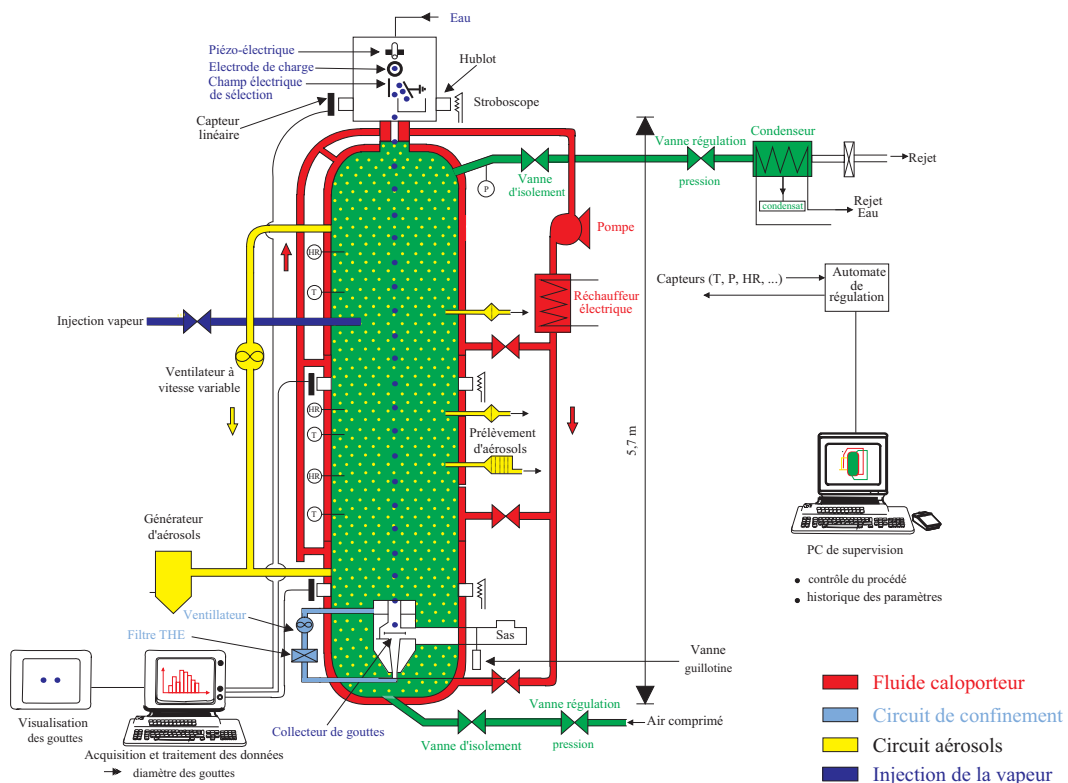 Eau
Piézo-électrique
Electrode de charge
Champ électrique
de sélection
Hublot
Stroboscope
Capteur
linéaire
Vanne régulation
pression
Condenseur
condensat
Rejet
Rejet
Eau
Vanne
d'isolement
P
Pompe
HR
T
Réchauffeur
électrique
Capteurs (T, P, HR, ...)
Automate
de
régulation
Injection vapeur
Ventilateur à
vitesse variable
HR
T
Prélèvement
d'aérosols
5,7 m
HR
T
Générateur
d'aérosols
PC de supervision
• contrôle du procédé
• historique des paramètres
Ventillateur
Filtre THE
Sas
Vanne
guillotine
Visualisation
des gouttes
Acquisition et traitement des données
diamètre des gouttes
Collecteur de gouttes
Vanne régulation
pression
Vanne d'isolement
Air comprimé
Fluide caloporteur
Circuit de confinement
Circuit aérosols
Injection de la vapeur